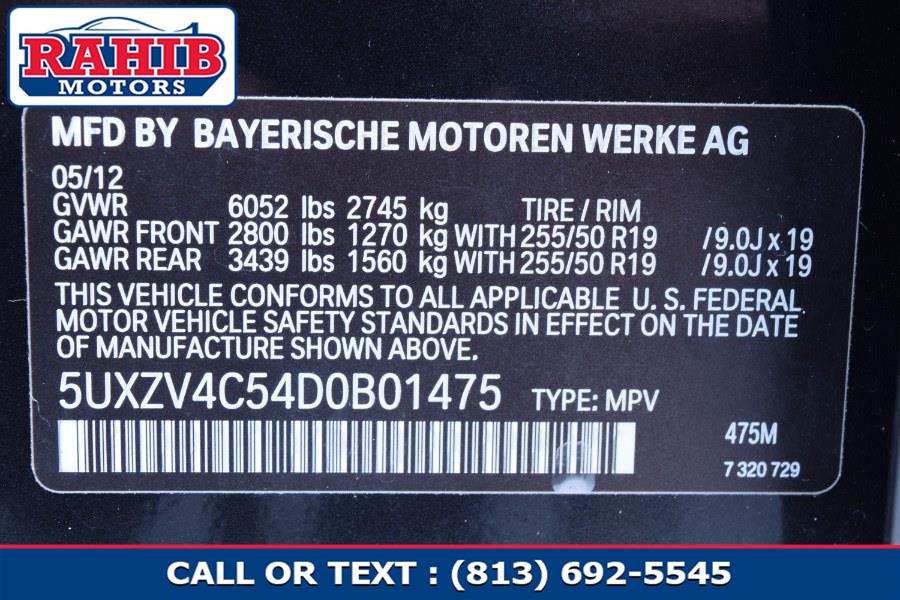 RAHIB
MOTORS
MFD BY BAYERISCHE MOTOREN WERKE AG
05/12
GVWR 6052 lbs 2745 kg TIRE / RIM
GAWR FRONT 2800 lbs 1270 kg WITH 255/50 R19 /9.0J x 19
GAWR REAR 3439 lbs 1560 kg WITH 255/50 R19 /9.0J x 19
THIS VEHICLE CONFORMS TO ALL APPLICABLE U. S. FEDERAL
MOTOR VEHICLE SAFETY STANDARDS IN EFFECT ON THE DATE
OF MANUFACTURE SHOWN ABOVE.
5UXZV4C54D0B01475 TYPE: MPV
475M
7 320 729
CALL OR TEXT : (813) 692-5545